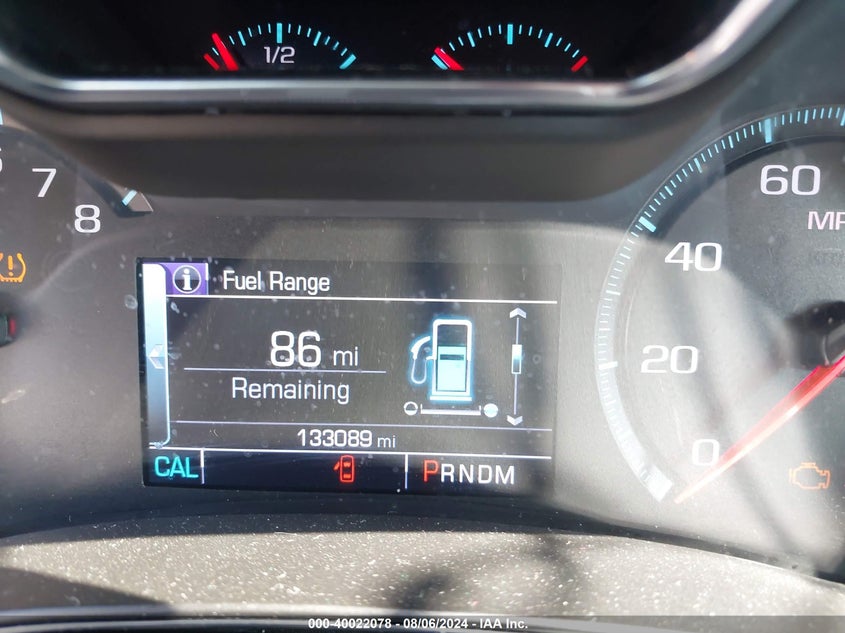 1/2
6
7
8
60
MP
40
20
0
Fuel Range
86 mi
Remaining
133089 mi
CAL
PRNDM
000-40022078 - 08/06/2024 - IAA Inc.